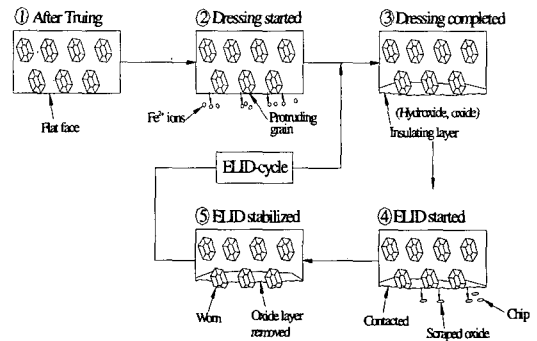 ① After Truing
Flat face
② Dressing started
Fe²⁺ ions
Protruding
grain
③ Dressing completed
(Hydroxide, oxide)
Insulating layer
ELID-cycle
④ ELID started
Contacted
Scraped oxide
Chip
⑤ ELID stabilized
Worn
Oxide layer
removed